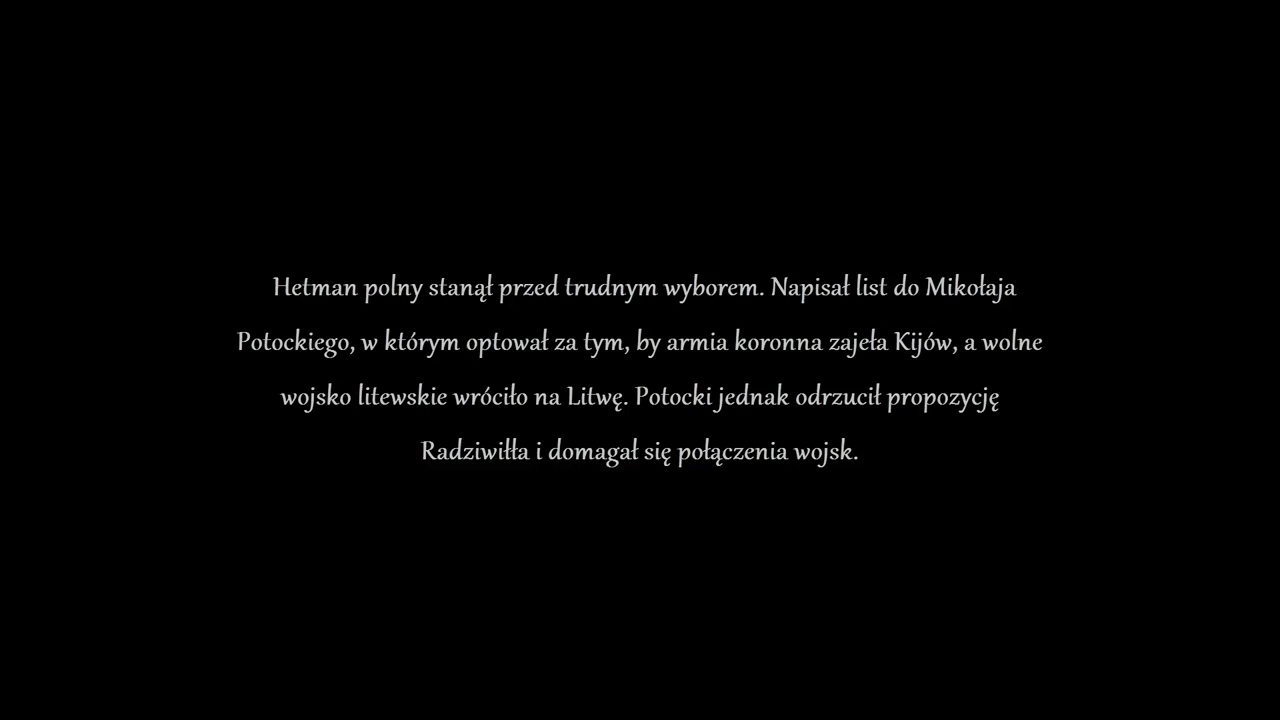 Hetman polny stanął przed trudnym wyborem. Napisał list do Mikołaja
Potockiego, w którym optował za tym, by armia koronna zajeła Kijów, a wolne
wojsko litewskie wróciło na Litwę. Potocki jednak odrzucił propozycję
Radziwiłła i domagał się połączenia wojsk.